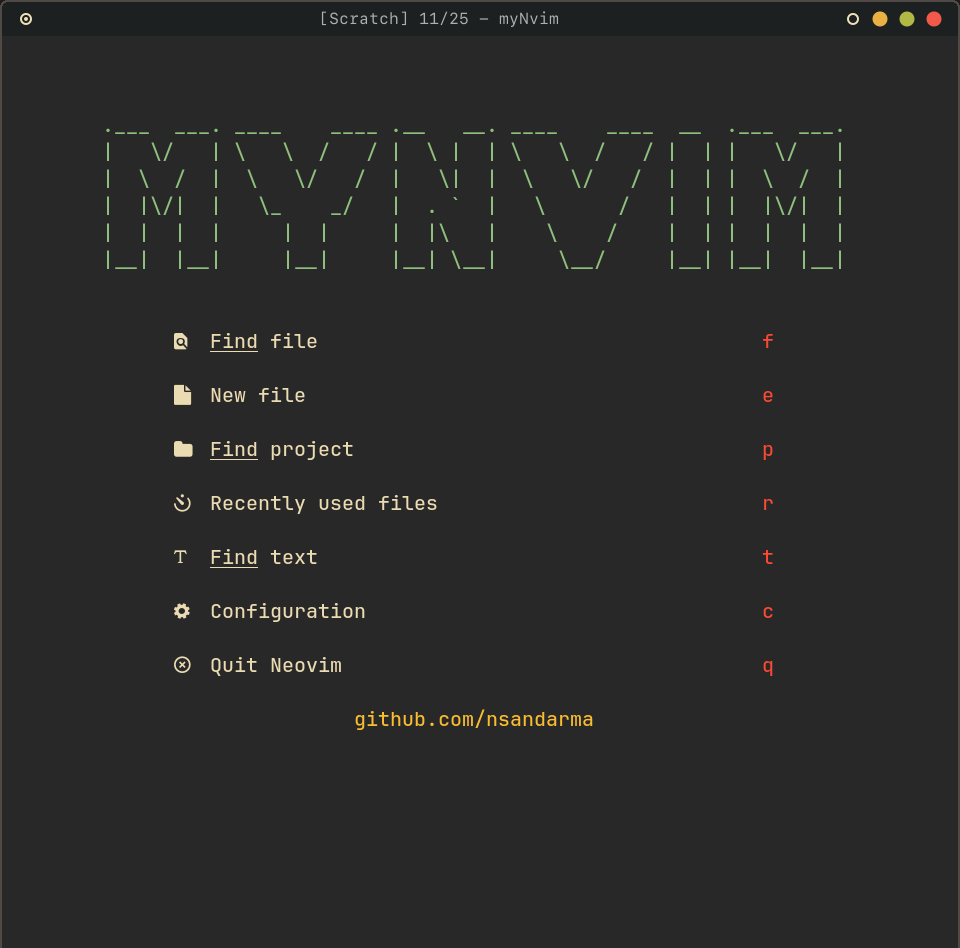 [Scratch] 11/25 – myNvim
MYNVIM
Find file f
New file e
Find project p
Recently used files r
Find text t
Configuration c
Quit Neovim q
github.com/nsandarma